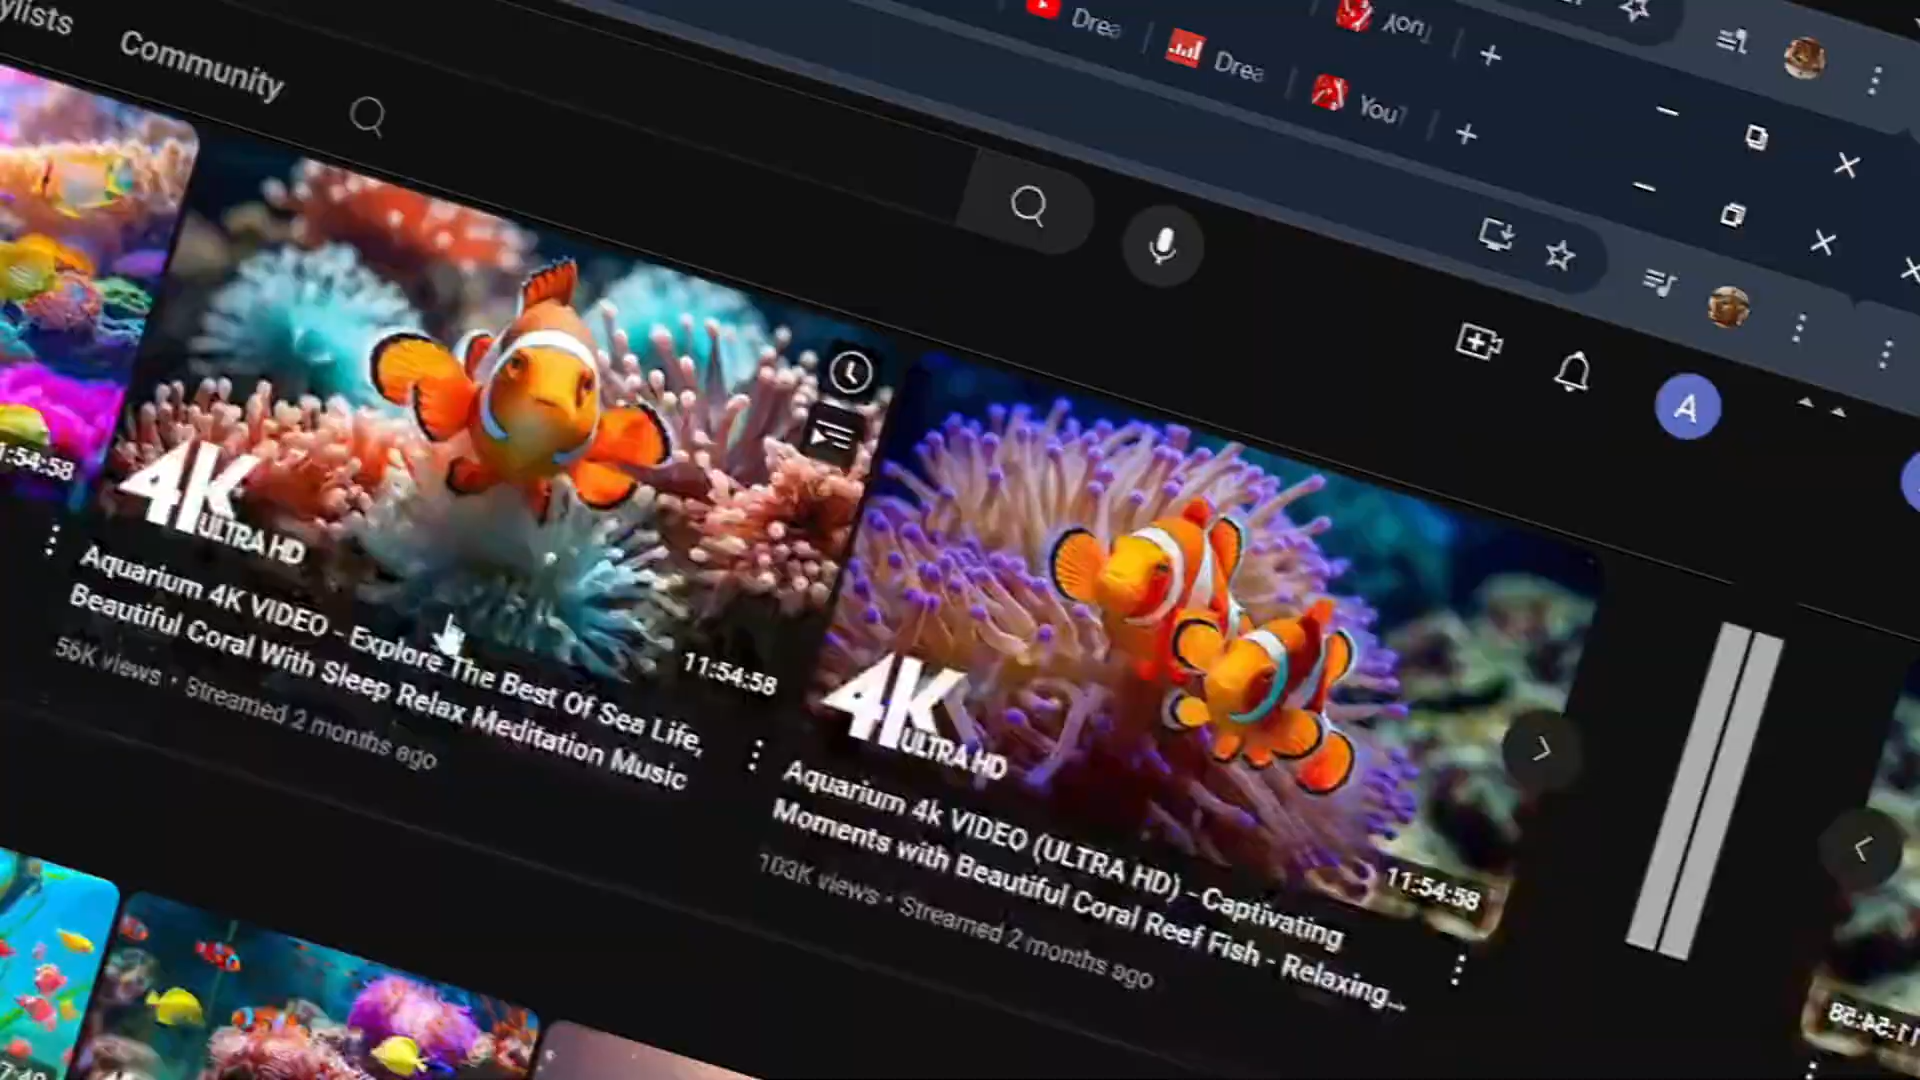 Drea
Drea
You
You
Community
A
4K
ULTRA HD
11:54:58
Aquarium 4K VIDEO - Explore The Best Of Sea Life,
Beautiful Coral With Sleep Relax Meditation Music
56K views • Streamed 2 months ago
4K
ULTRA HD
11:54:58
Aquarium 4k VIDEO (ULTRA HD) - Captivating
Moments with Beautiful Coral Reef Fish - Relaxing...
103K views • Streamed 2 months ago
11:54:58